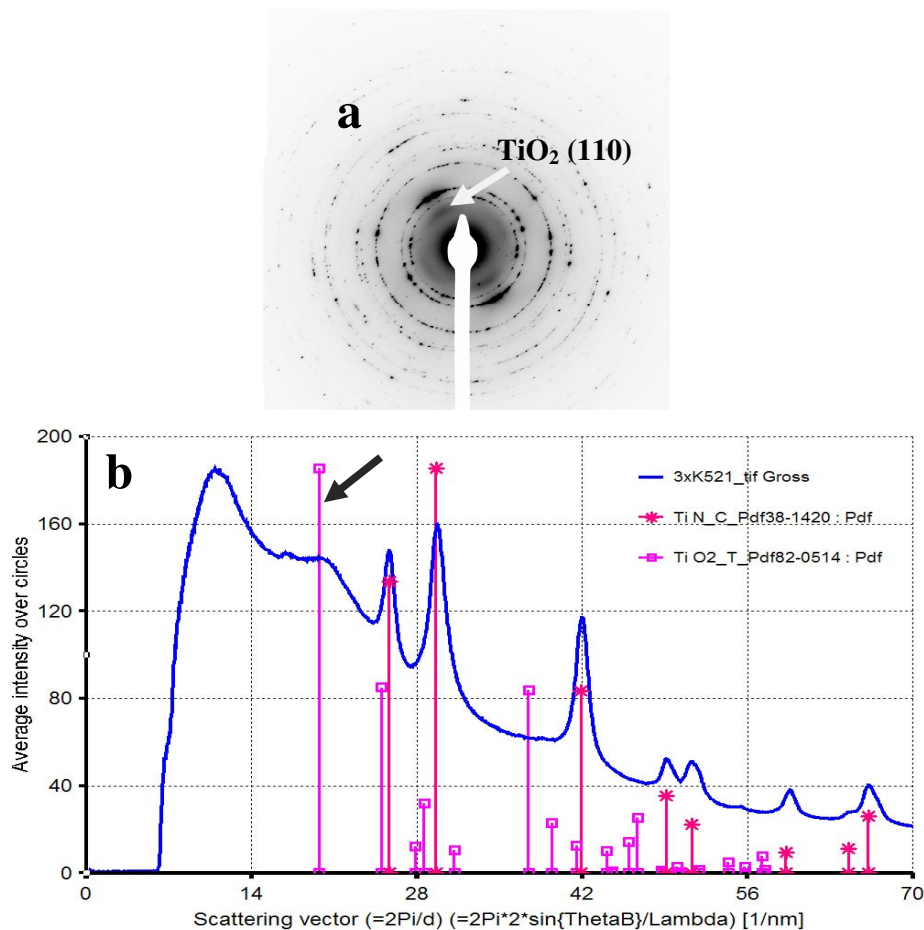 a
TiO₂ (110)
b
200
160
120
80
40
0
Average intensity over circles
3xK521_tif Gross
Ti N_C_Pdf38-1420 : Pdf
Ti O2_T_Pdf82-0514 : Pdf
0 14 28 42 56 70
Scattering vector (=2Pi/d) (=2Pi*2*sin{ThetaB}/Lambda) [1/nm]